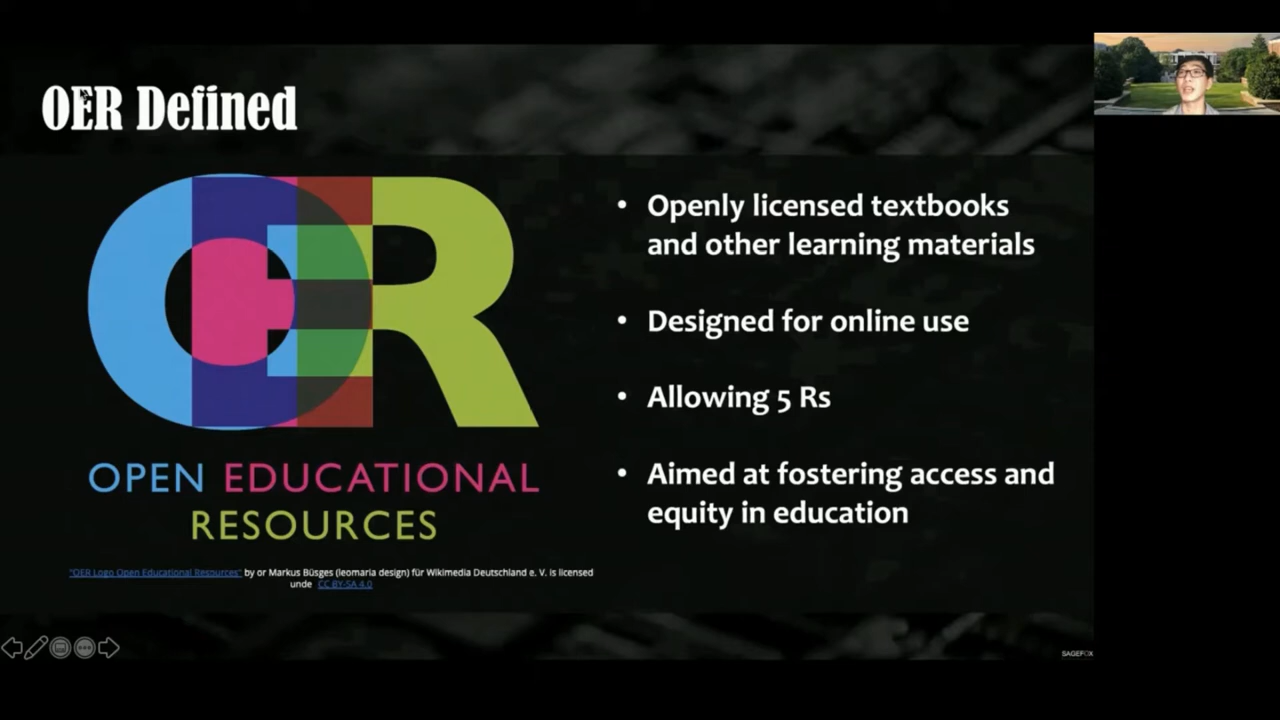 OER Defined
OER
OPEN EDUCATIONAL
RESOURCES
"OER Logo Open Educational Resources" by or Markus Büsges (leomaria design) für Wikimedia Deutschland e. V. is licensed
unde CC BY-SA 4.0
• Openly licensed textbooks
and other learning materials
• Designed for online use
• Allowing 5 Rs
• Aimed at fostering access and
equity in education
SAGEFOX